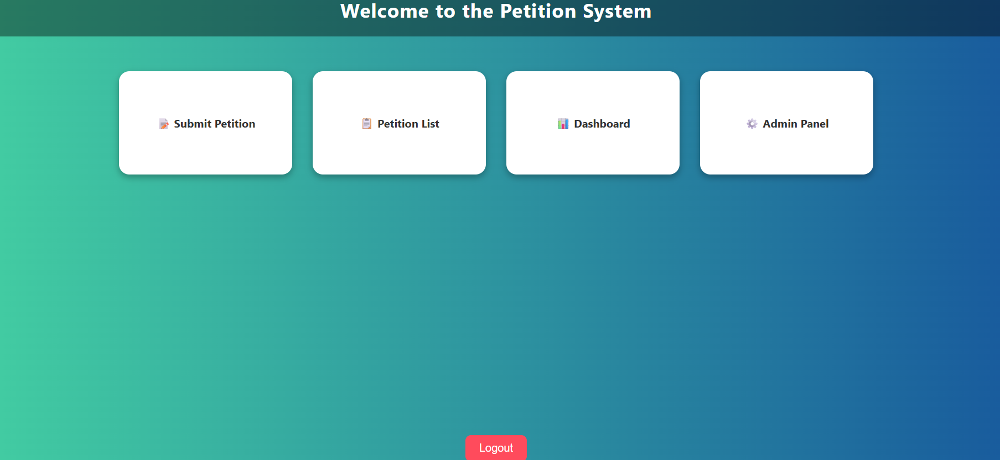 Welcome to the Petition System
📝 Submit Petition
📋 Petition List
📊 Dashboard
⚙️ Admin Panel
Logout